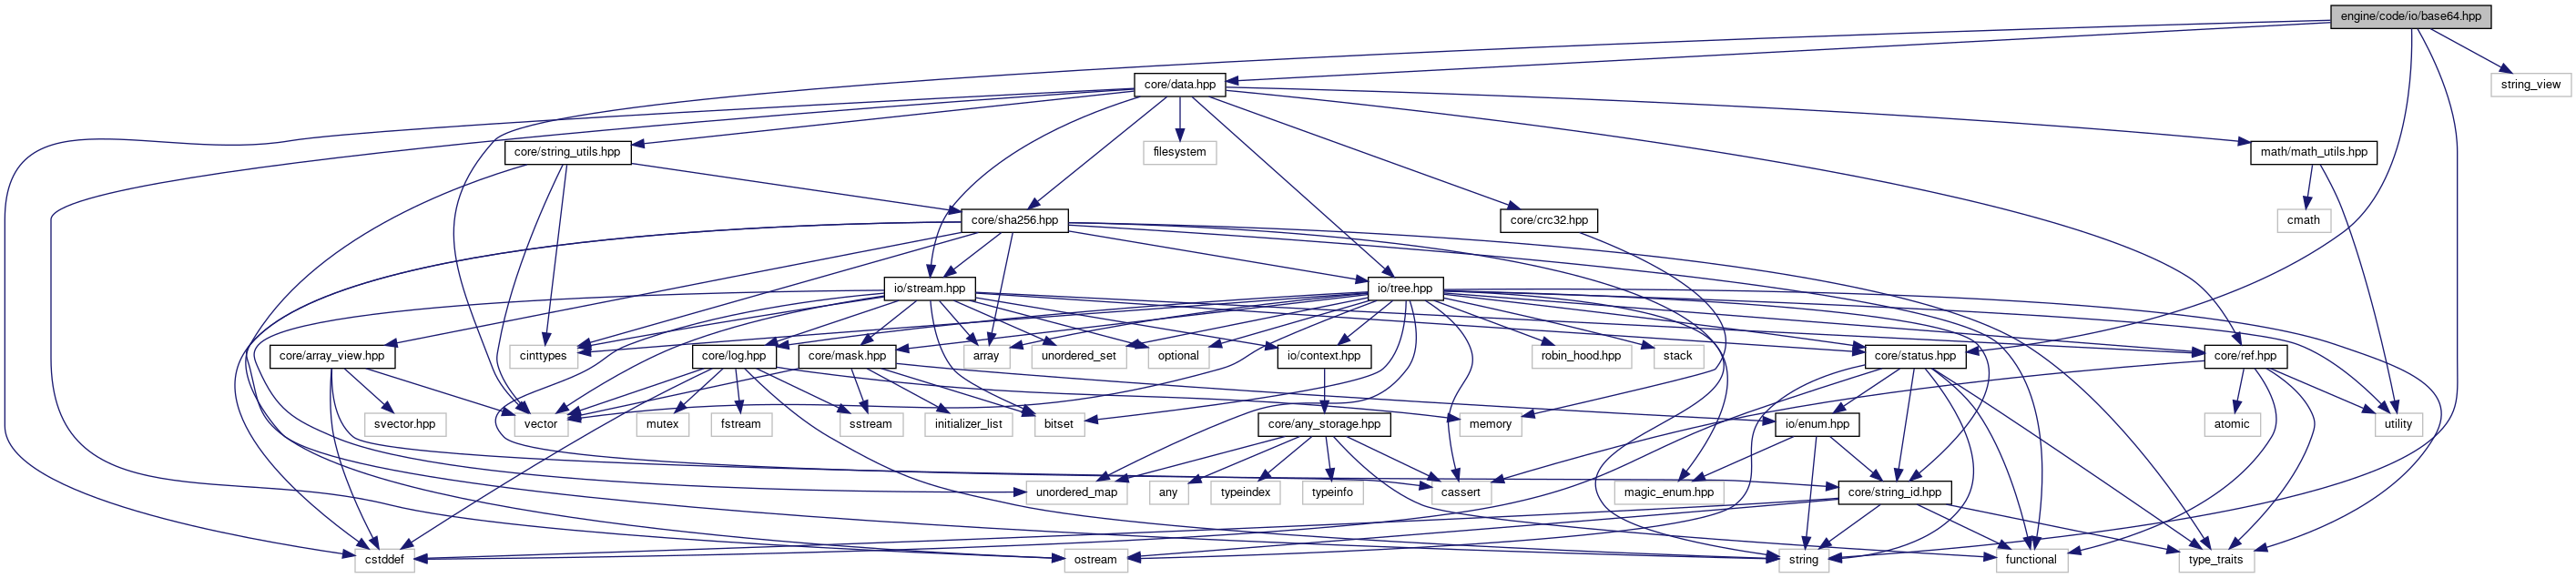 engine/code/io/base64.hpp
core/data.hpp
string_view
core/string_utils.hpp
filesystem
math/math_utils.hpp
core/sha256.hpp
core/crc32.hpp
cmath
io/stream.hpp
io/tree.hpp
core/array_view.hpp
cinttypes
core/log.hpp
core/mask.hpp
array
unordered_set
optional
io/context.hpp
robin_hood.hpp
stack
core/status.hpp
core/ref.hpp
svector.hpp
vector
mutex
fstream
sstream
initializer_list
bitset
core/any_storage.hpp
memory
io/enum.hpp
atomic
utility
unordered_map
any
typeindex
typeinfo
cassert
magic_enum.hpp
core/string_id.hpp
cstddef
ostream
string
functional
type_traits